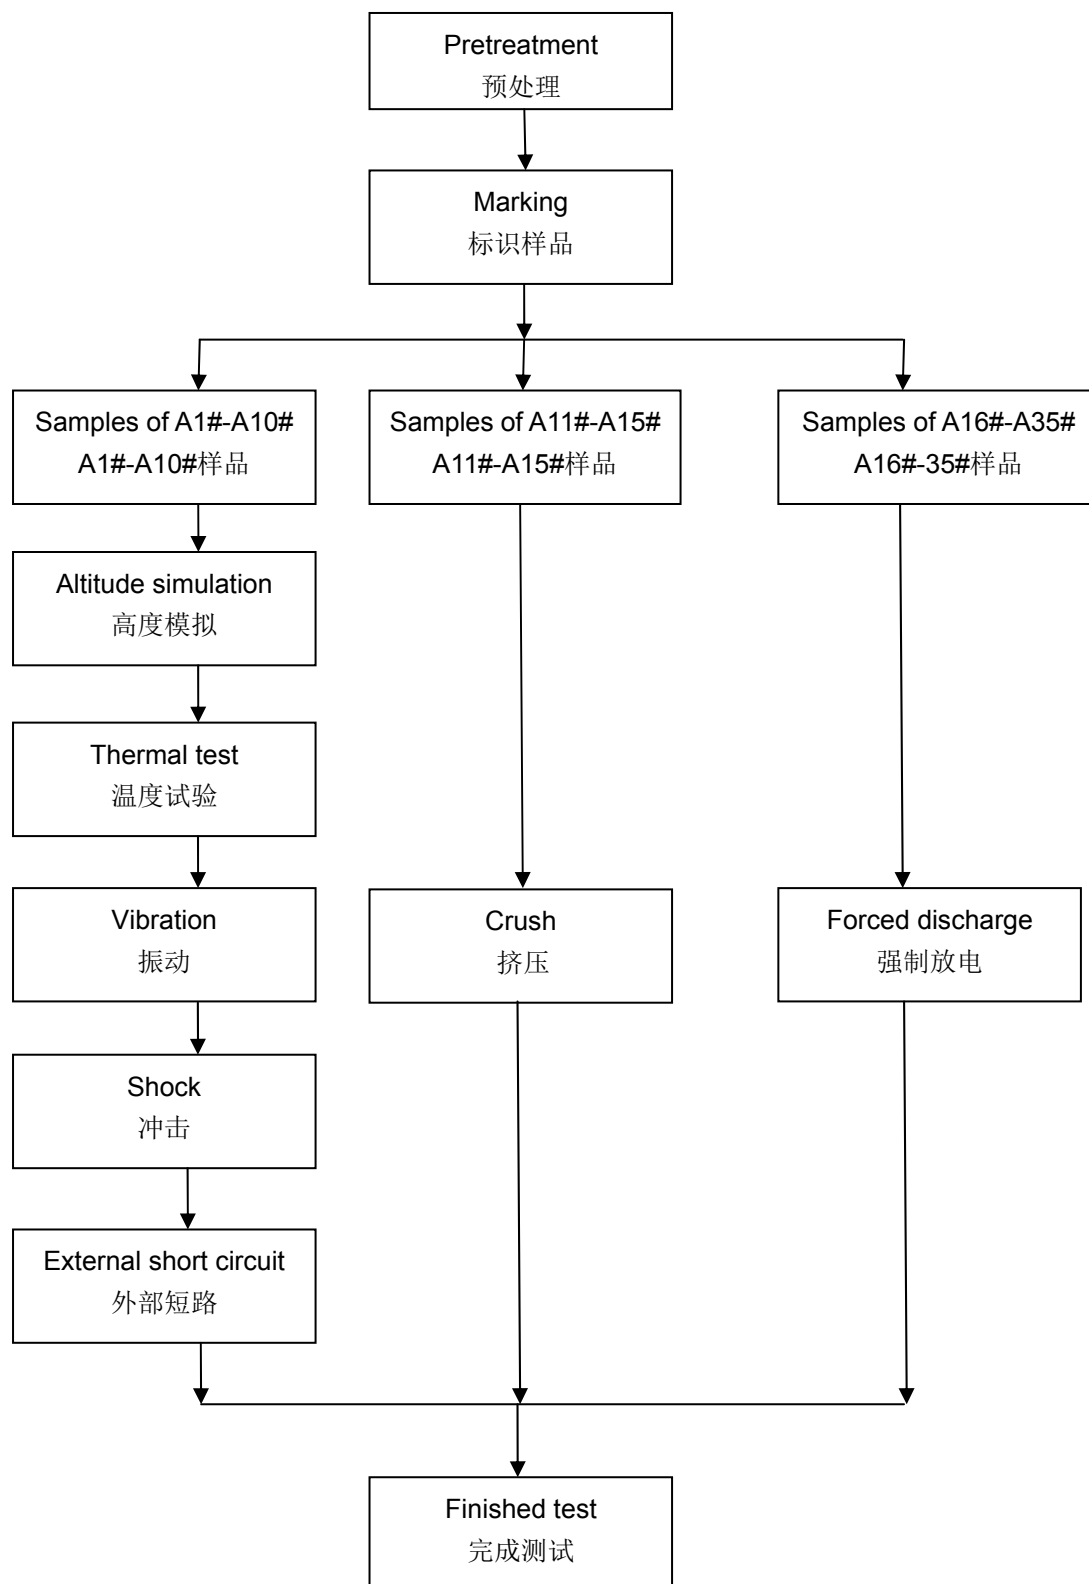 Pretreatment
预处理
Marking
标识样品
Samples of A1#-A10#
A1#-A10#样品
Samples of A11#-A15#
A11#-A15#样品
Samples of A16#-A35#
A16#-35#样品
Altitude simulation
高度模拟
Thermal test
温度试验
Vibration
振动
Crush
挤压
Forced discharge
强制放电
Shock
冲击
External short circuit
外部短路
Finished test
完成测试